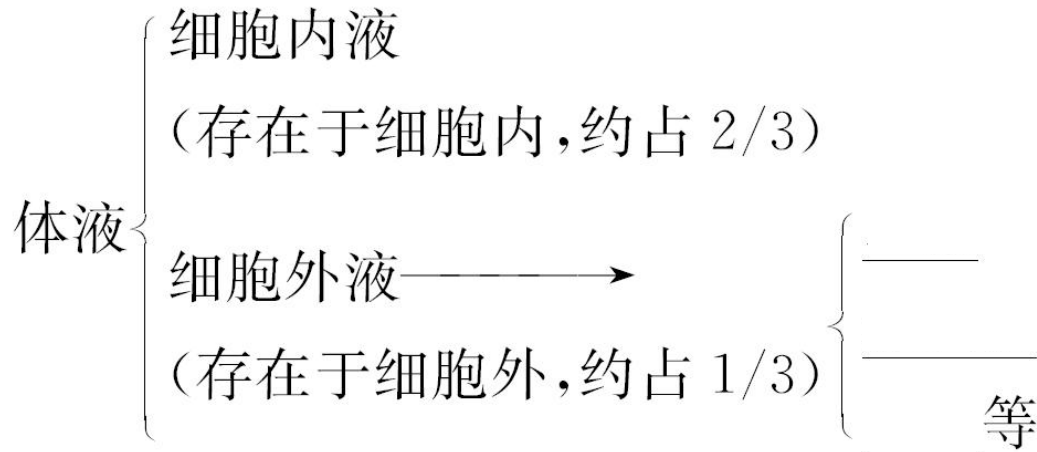 细胞内液
(存在于细胞内,约占 2/3)
体液
细胞外液
(存在于细胞外,约占 1/3)
等